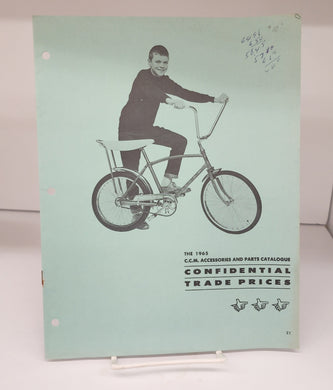 THE 1965
C.C.M. ACCESSORIES AND PARTS CATALOGUE
CONFIDENTIAL
TRADE PRICES